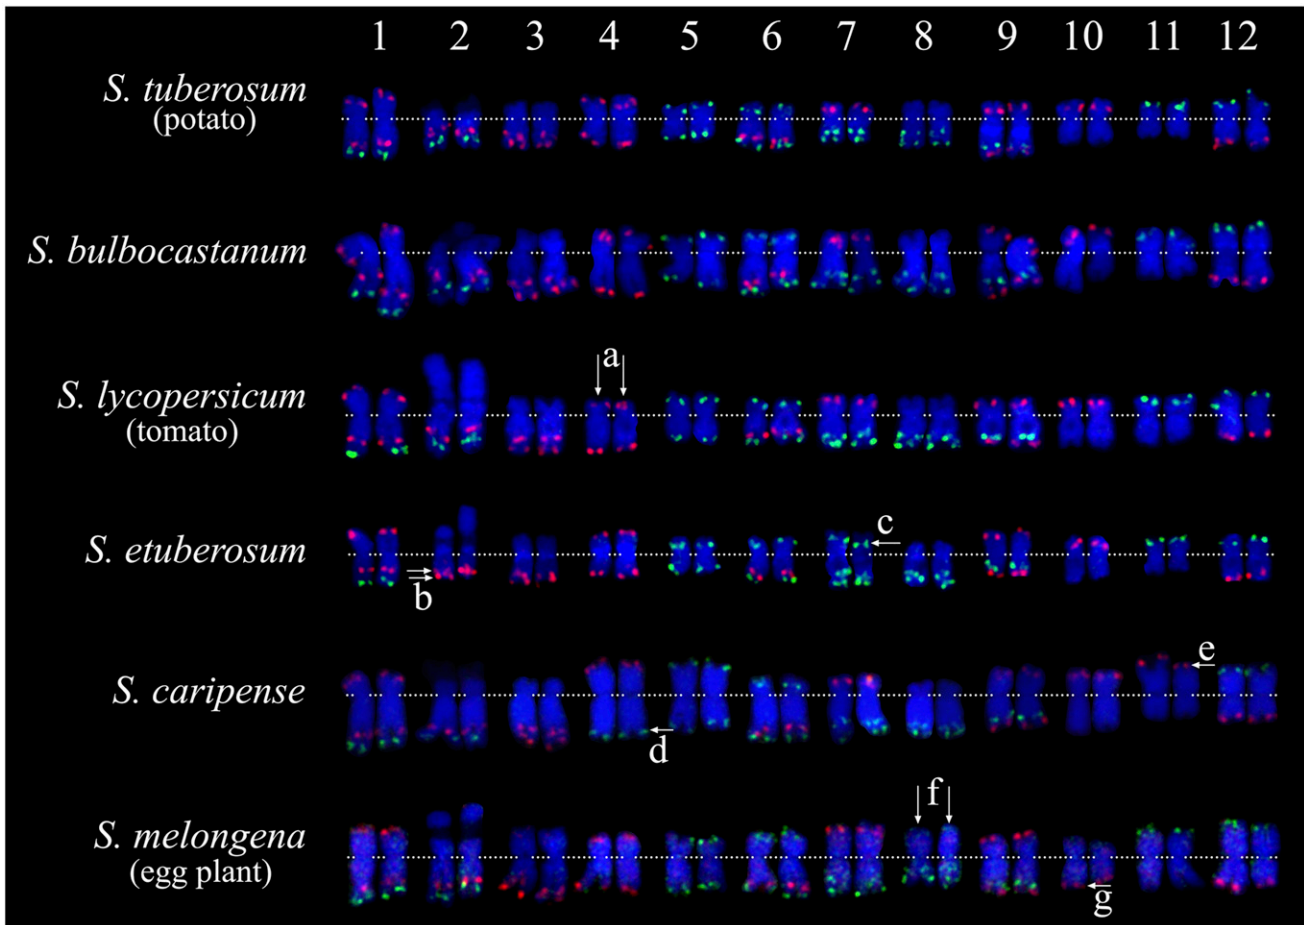 1 2 3 4 5 6 7 8 9 10 11 12
S. tuberosum
(potato)
S. bulbocastanum
a
S. lycopersicum
(tomato)
c
S. etuberosum
b
e
S. caripense
d
f
S. melongena
(egg plant)
g